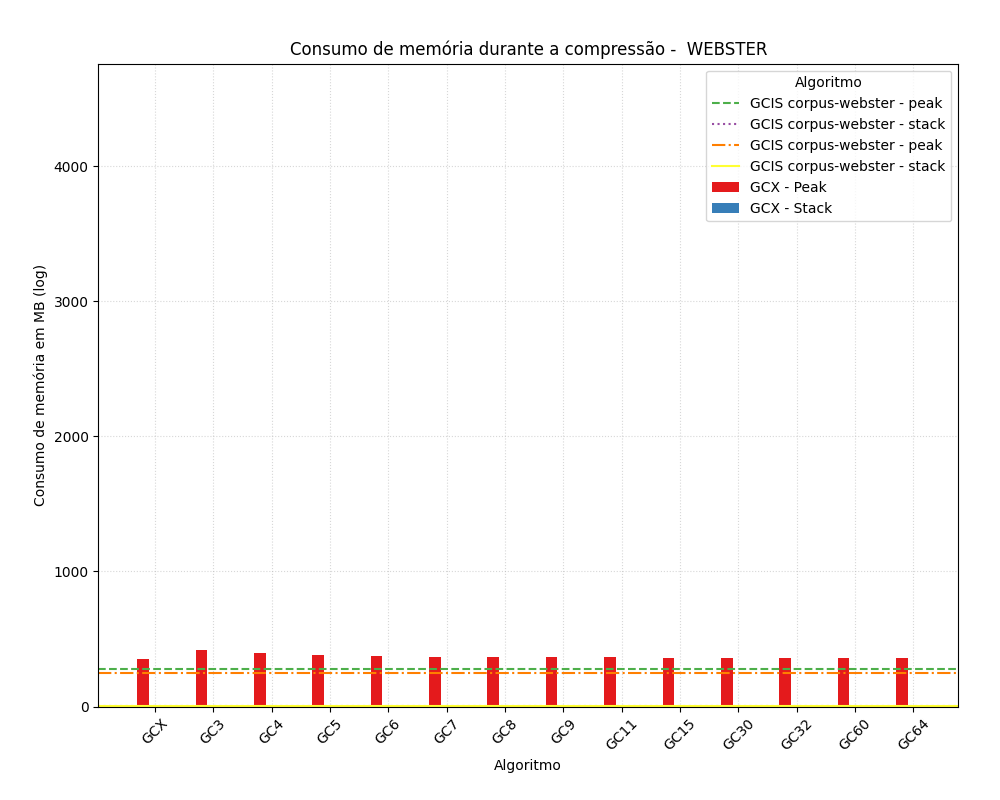 Consumo de memória durante a compressão -  WEBSTER
Algoritmo
GCIS corpus-webster - peak
GCIS corpus-webster - stack
GCIS corpus-webster - peak
GCIS corpus-webster - stack
GCX - Peak
GCX - Stack
Consumo de memória em MB (log)
4000
3000
2000
1000
0
GCX
GC3
GC4
GC5
GC6
GC7
GC8
GC9
GC11
GC15
GC30
GC32
GC60
GC64
Algoritmo